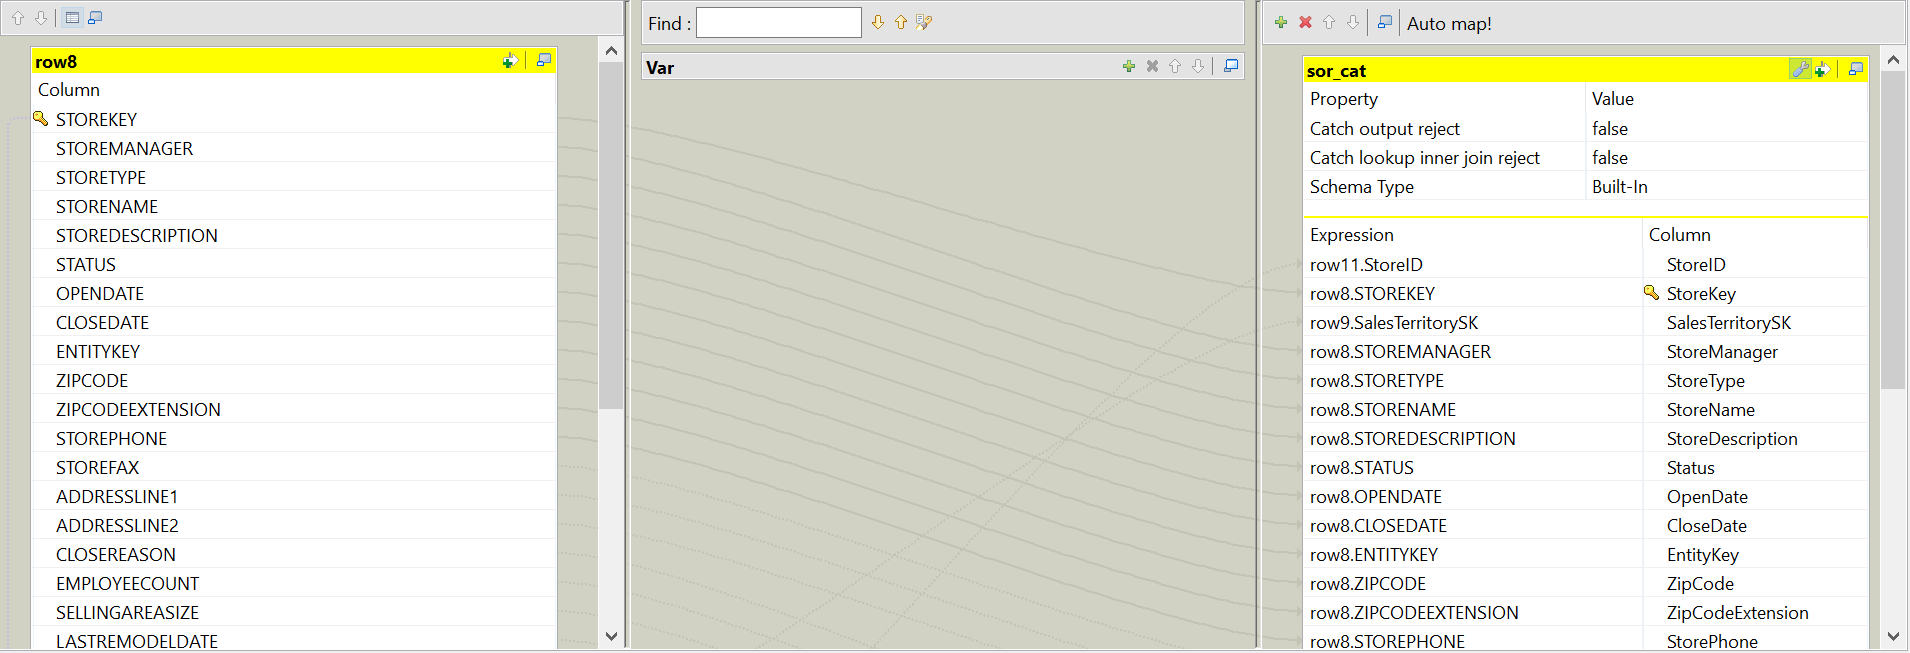 row8
Column
STOREKEY
STOREMANAGER
STORETYPE
STORENAME
STOREDESCRIPTION
STATUS
OPENDATE
CLOSEDATE
ENTITYKEY
ZIPCODE
ZIPCODEEXTENSION
STOREPHONE
STOREFAX
ADDRESSLINE1
ADDRESSLINE2
CLOSEREASON
EMPLOYEECOUNT
SELLINGAREASIZE
LASTREMODELDATE
Find :
Var
Auto map!
sor_cat
Property Value
Catch output reject false
Catch lookup inner join reject false
Schema Type Built-In
Expression Column
row11.StoreID StoreID
row8.STOREKEY StoreKey
row9.SalesTerritorySK SalesTerritorySK
row8.STOREMANAGER StoreManager
row8.STORETYPE StoreType
row8.STORENAME StoreName
row8.STOREDESCRIPTION StoreDescription
row8.STATUS Status
row8.OPENDATE OpenDate
row8.CLOSEDATE CloseDate
row8.ENTITYKEY EntityKey
row8.ZIPCODE ZipCode
row8.ZIPCODEEXTENSION ZipCodeExtension
row8.STOREPHONE StorePhone